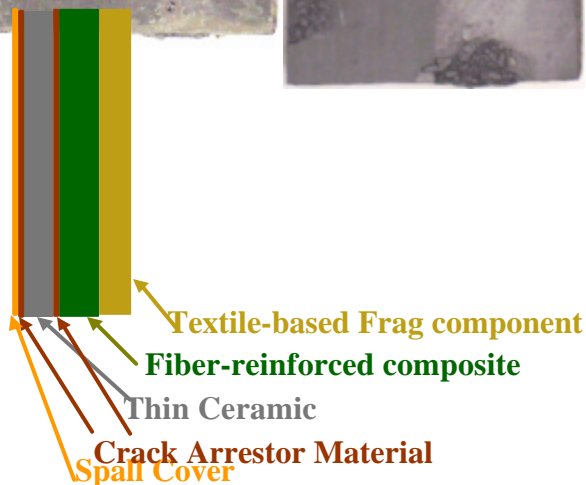 Textile-based Frag component
Fiber-reinforced composite
Thin Ceramic
Crack Arrestor Material
Spall Cover